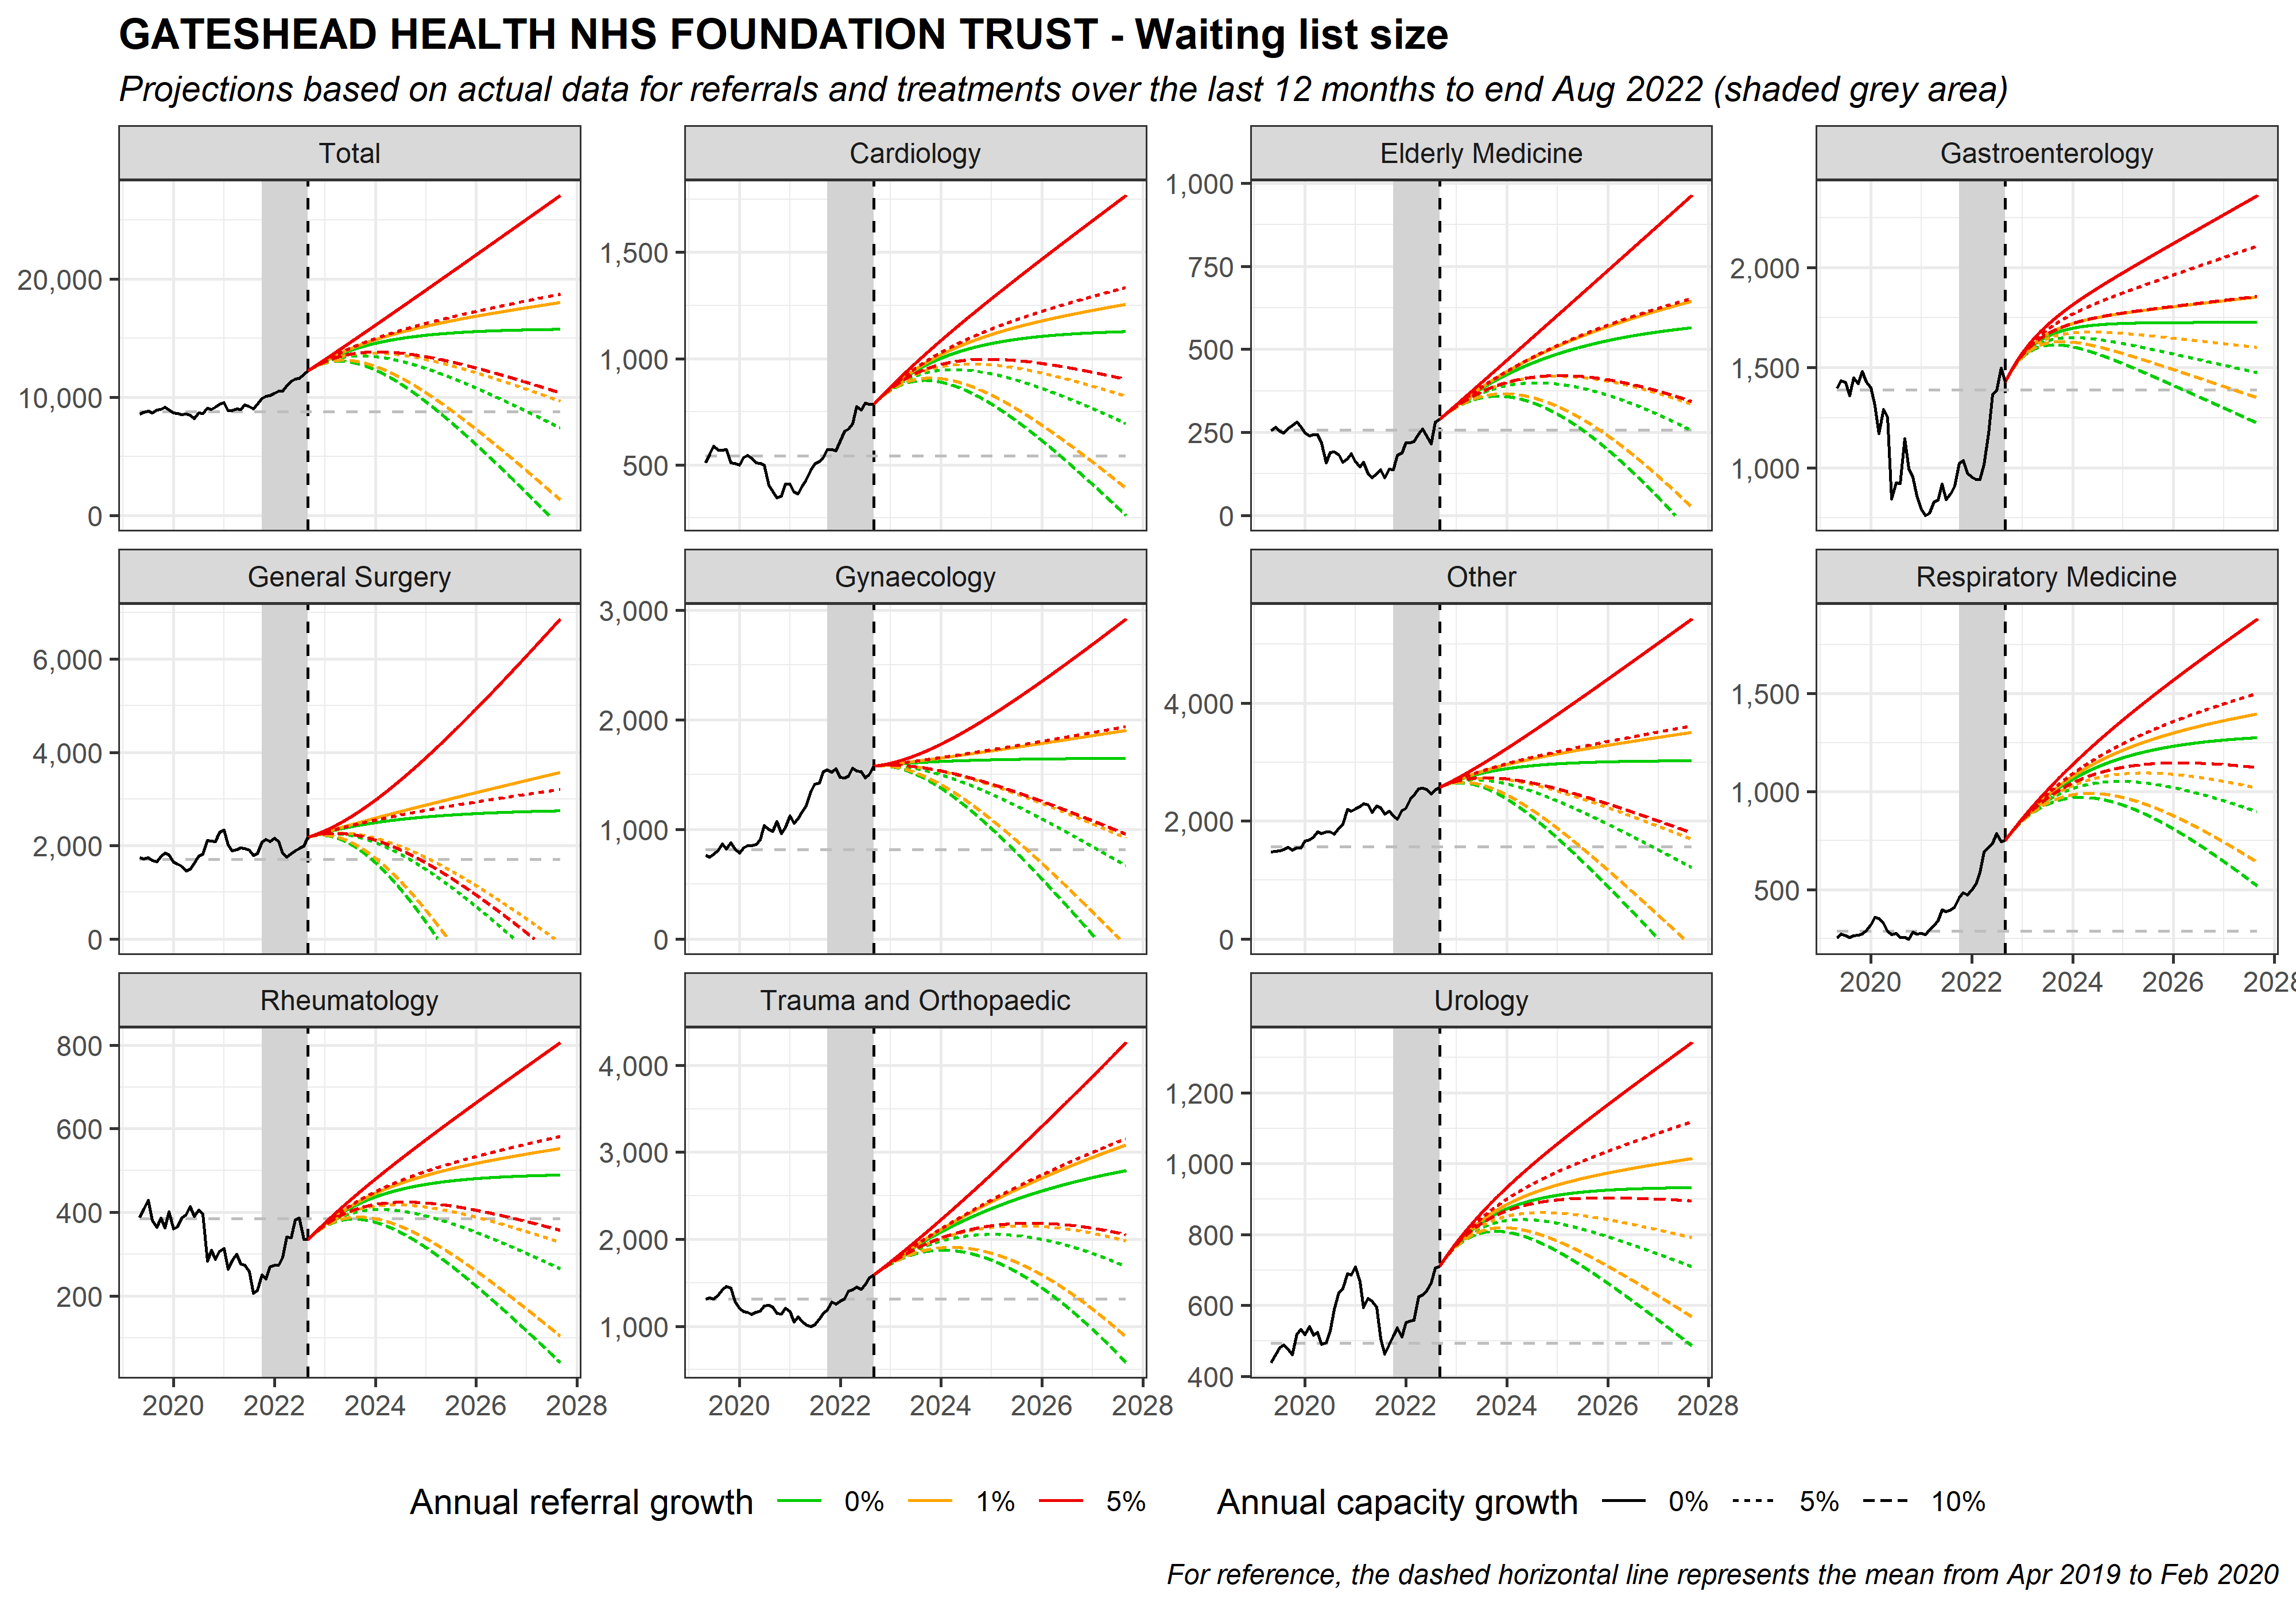 GATESHEAD HEALTH NHS FOUNDATION TRUST - Waiting list size
Projections based on actual data for referrals and treatments over the last 12 months to end Aug 2022 (shaded grey area)
Total
Cardiology
Elderly Medicine
Gastroenterology
20,000
10,000
0
1,500
1,000
500
1,000
750
500
250
0
2,000
1,500
1,000
General Surgery
Gynaecology
Other
Respiratory Medicine
6,000
4,000
2,000
0
3,000
2,000
1,000
0
4,000
2,000
0
1,500
1,000
500
2020 2022 2024 2026 2028
Rheumatology
Trauma and Orthopaedic
Urology
800
600
400
200
4,000
3,000
2,000
1,000
1,200
1,000
800
600
400
2020 2022 2024 2026 2028
2020 2022 2024 2026 2028
2020 2022 2024 2026 2028
Annual referral growth 0% 1% 5% Annual capacity growth 0% 5% 10%
For reference, the dashed horizontal line represents the mean from Apr 2019 to Feb 2020